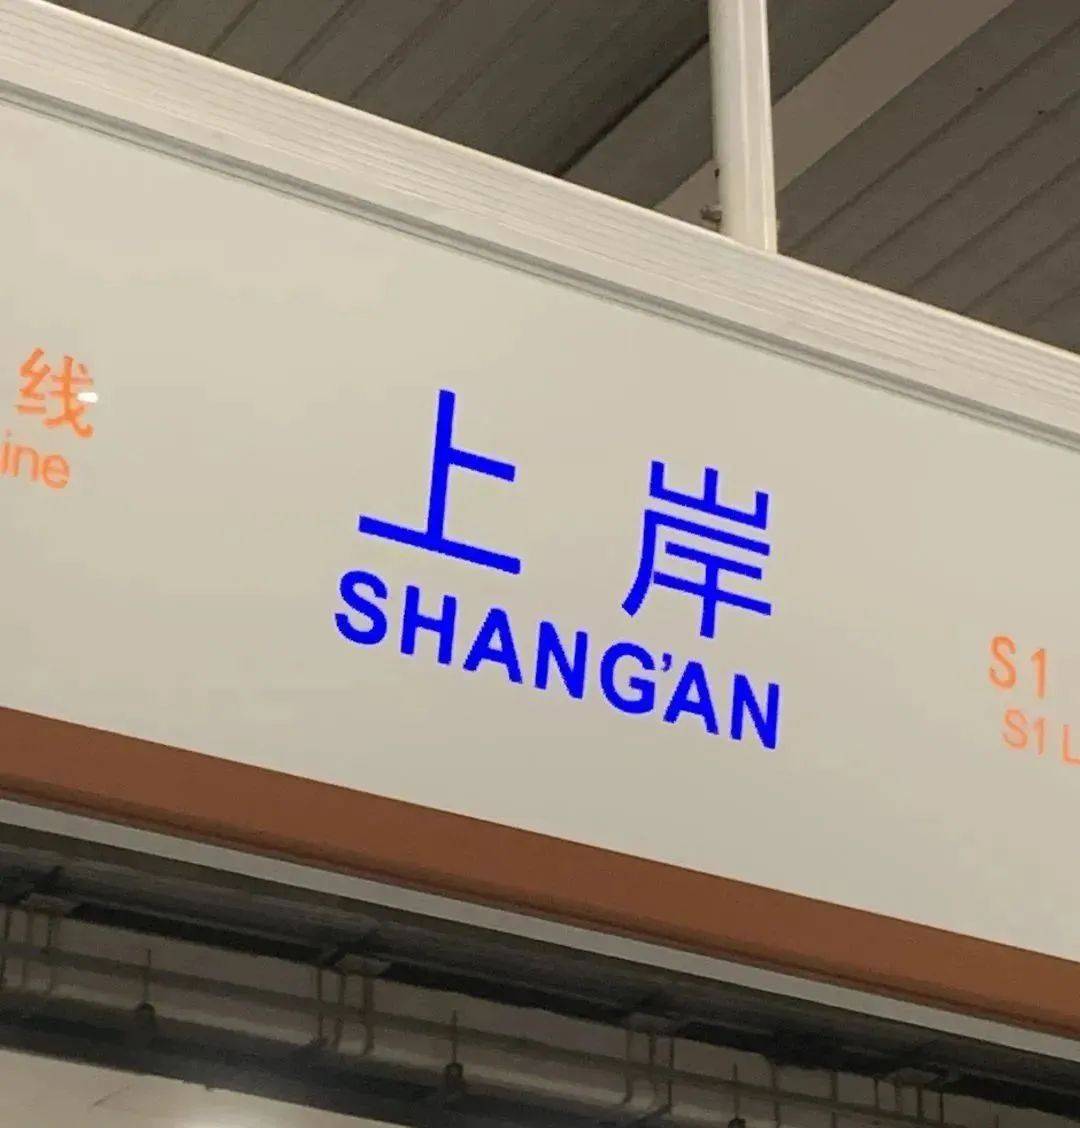 线
ine
上岸
SHANG'AN
S1
S1 L